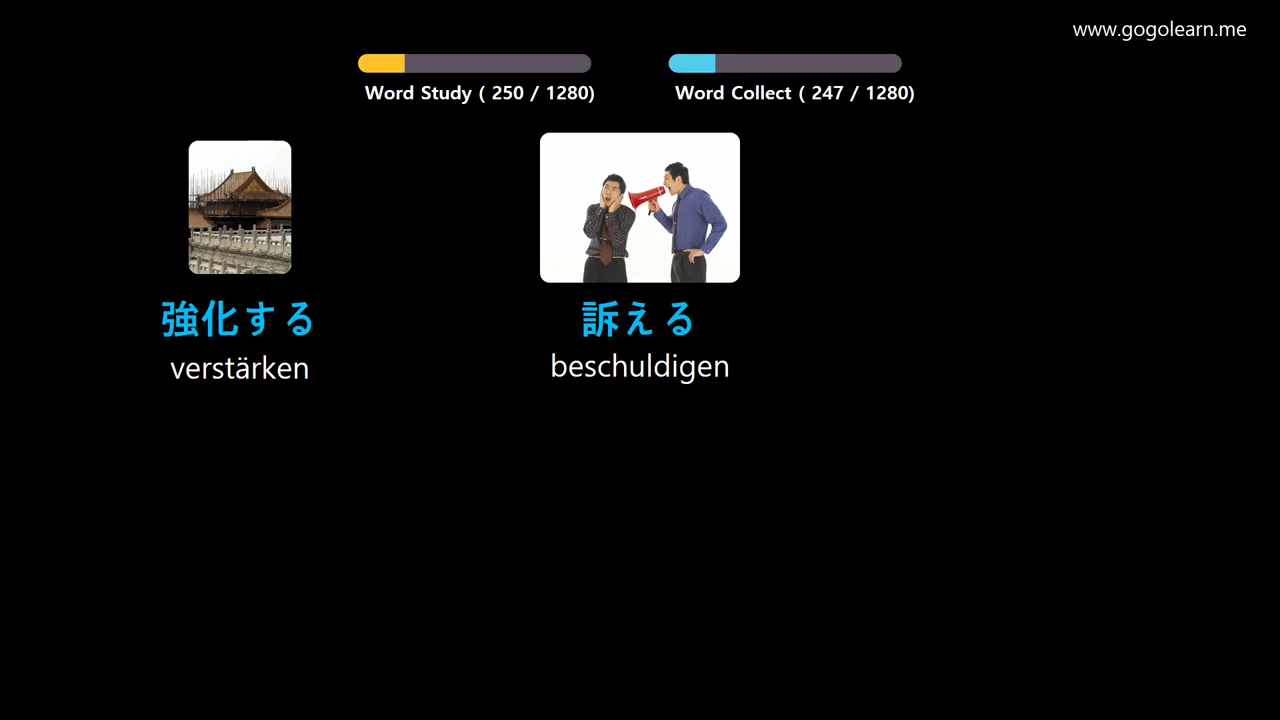 www.gogolearn.me
Word Study ( 250 / 1280)
Word Collect ( 247 / 1280)
強化する
verstärken
訴える
beschuldigen